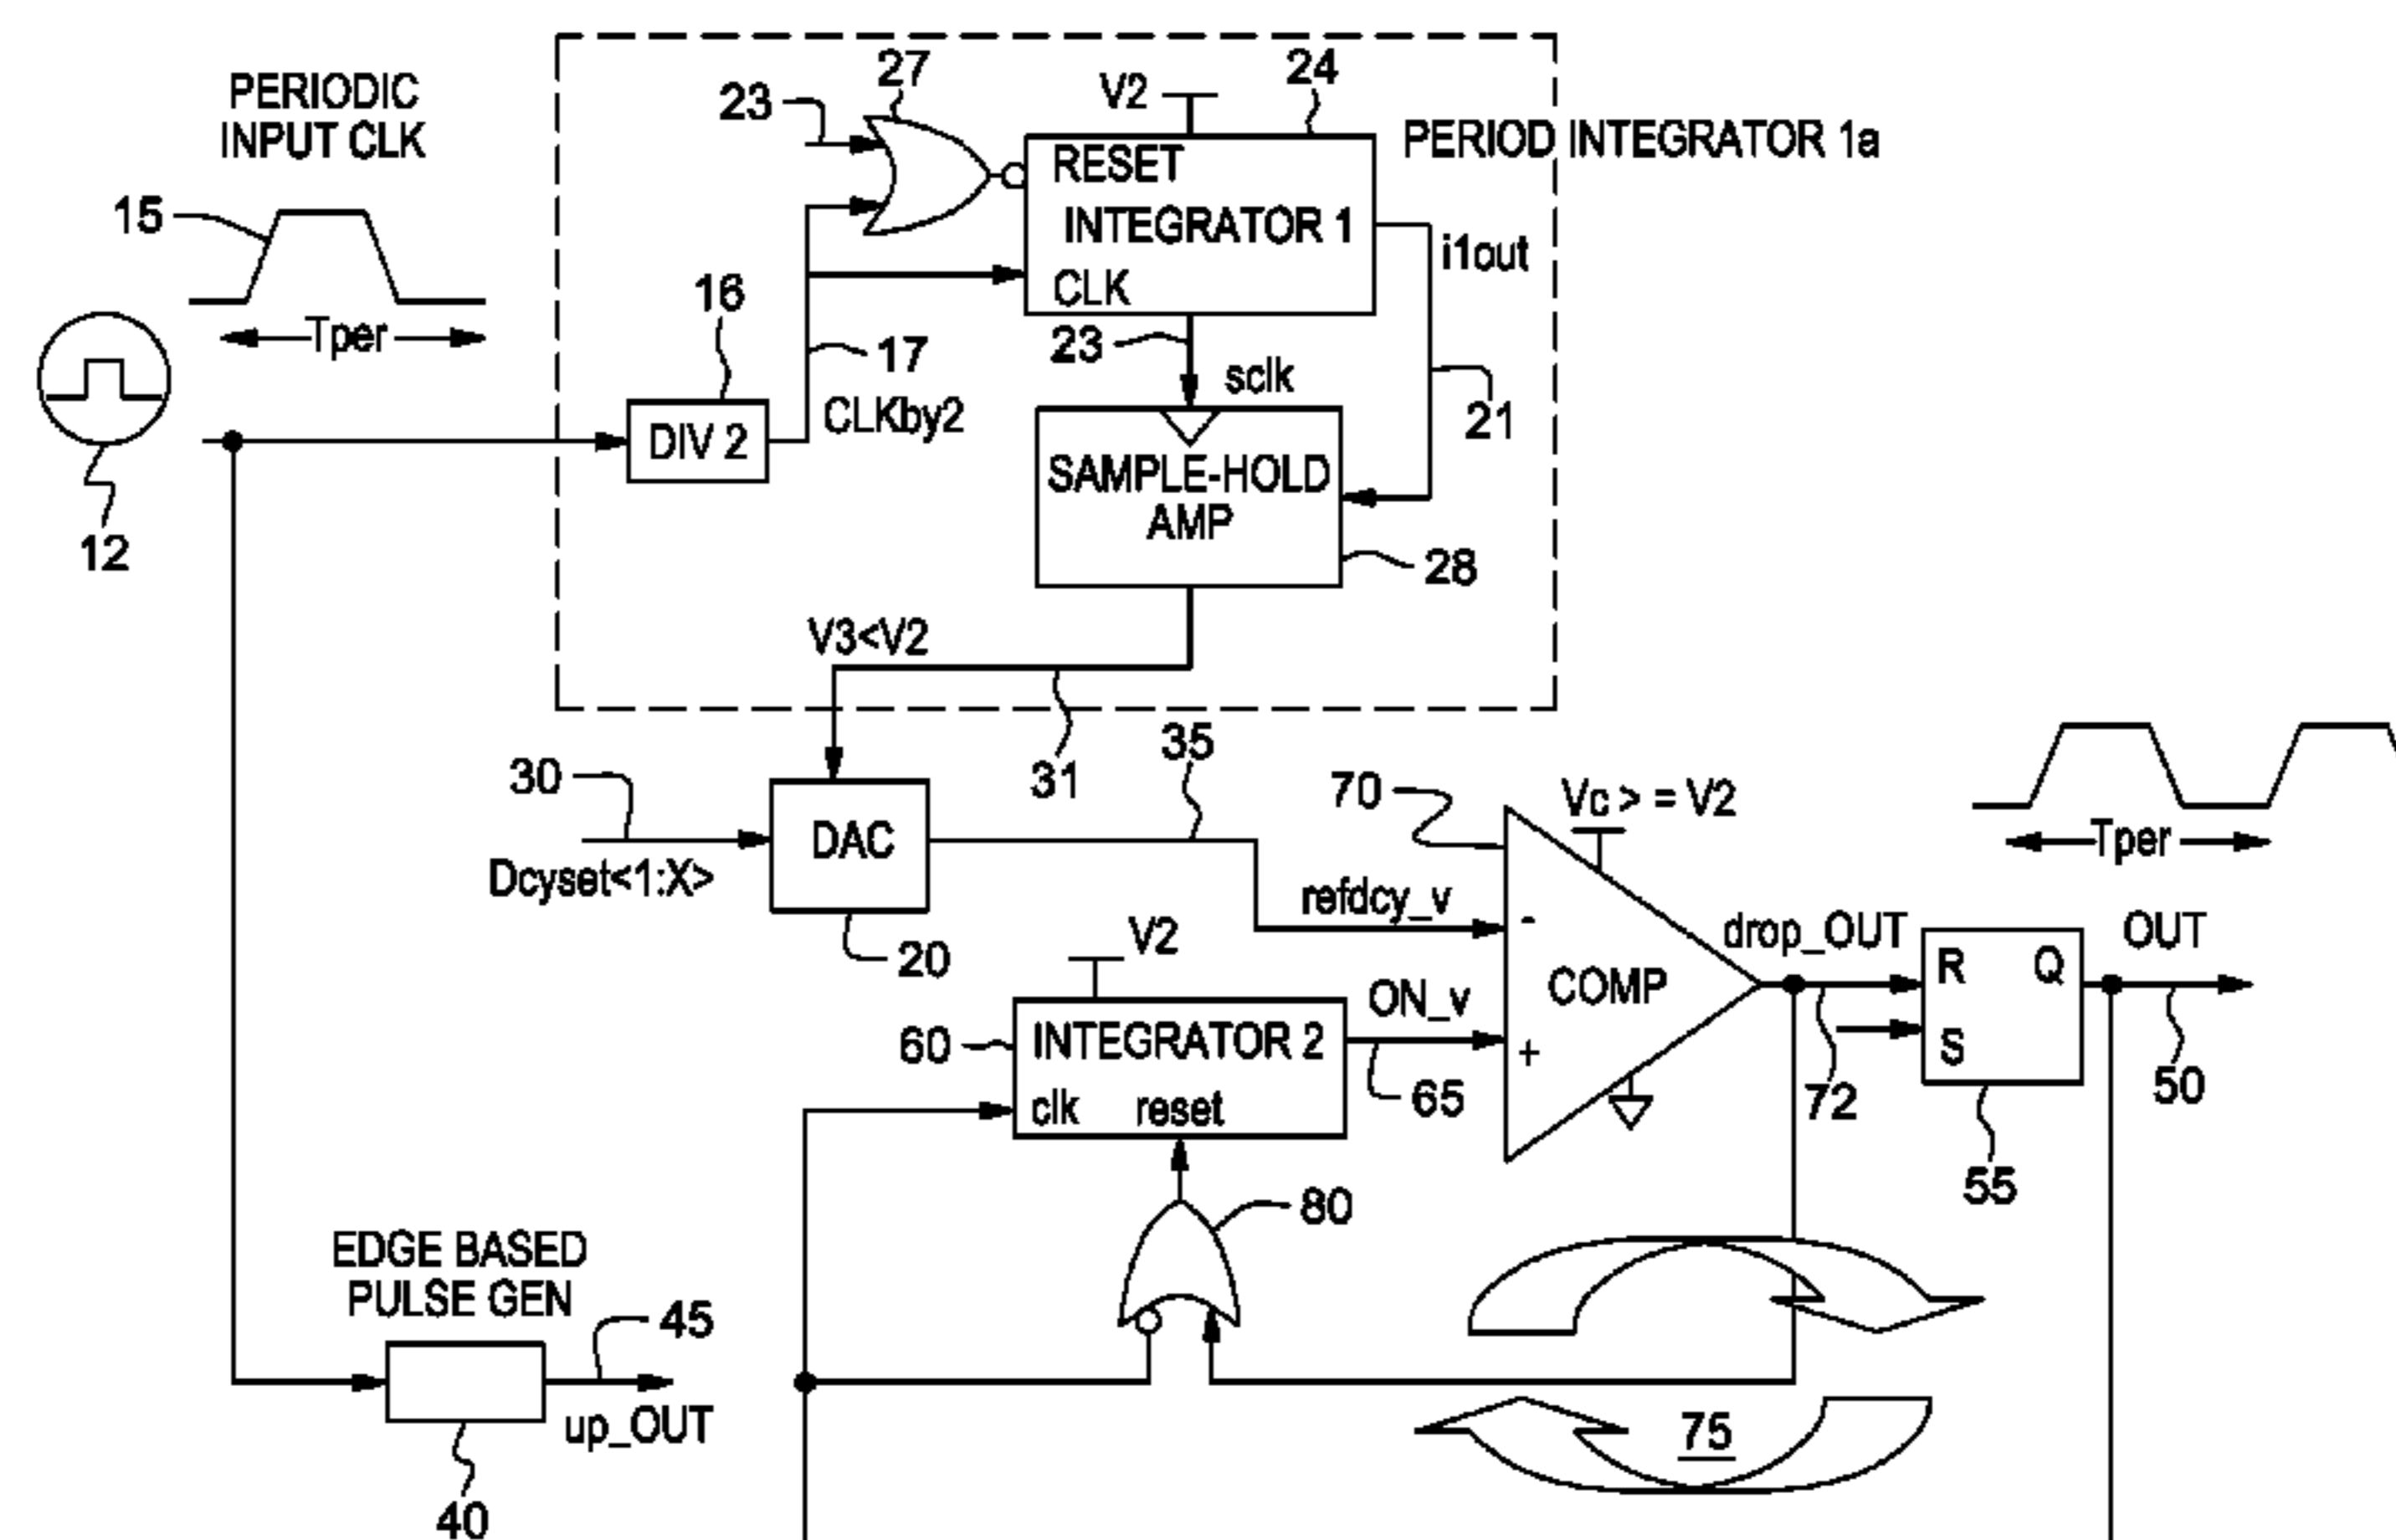 PERIODIC
INPUT CLK
15
Tper
12
23
27
V2
24
RESET
INTEGRATOR 1
CLK
PERIOD INTEGRATOR 1a
i1out
16
DIV 2
17
CLKby2
23
sclk
21
SAMPLE-HOLD
AMP
28
V3<V2
31
35
30
Dcyset<1:X>
DAC
20
refdcy_v
70
Vc > = V2
-
+
COMP
drop_OUT
72
Tper
R
Q
S
OUT
50
55
V2
60
INTEGRATOR 2
clk
reset
ON_v
65
80
75
EDGE BASED
PULSE GEN
45
up_OUT
40